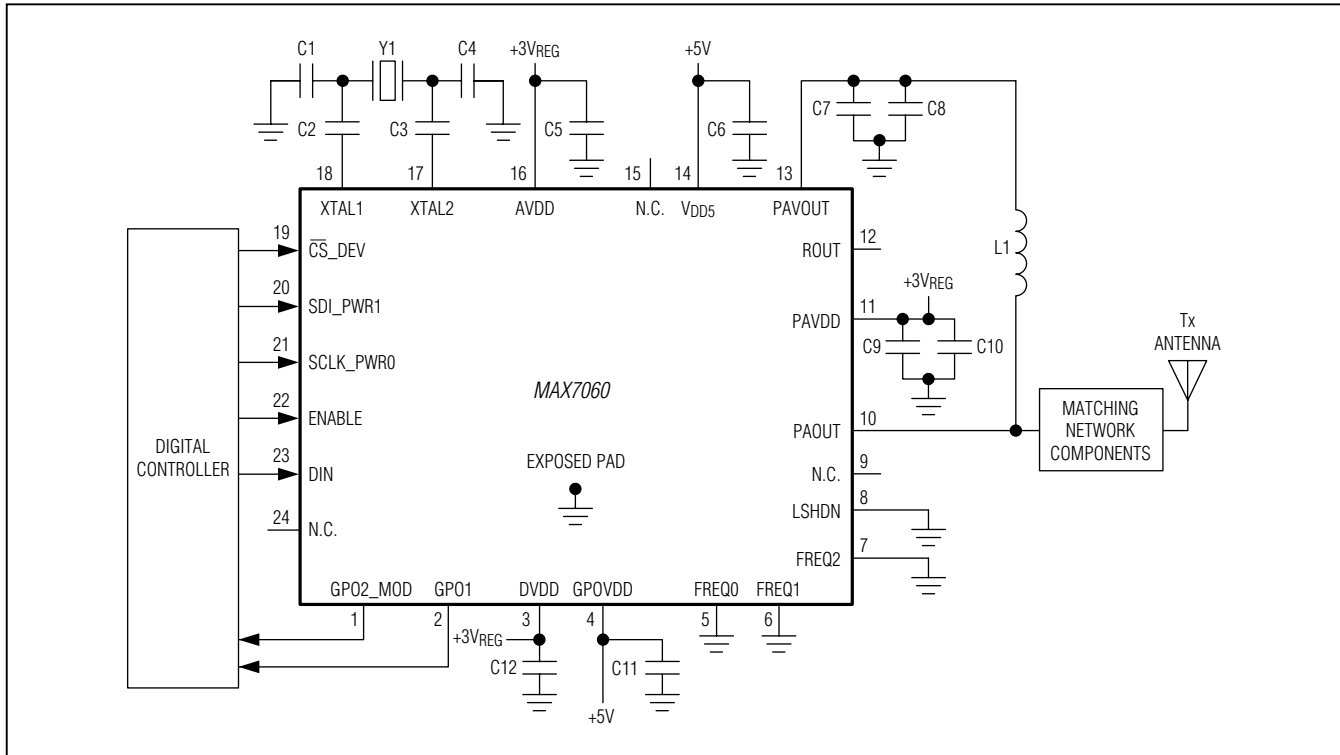 C1 Y1 C4 +3VREG +5V
C2 C3 C5 C6 C7 C8
18 17 16 15 14 13
XTAL1 XTAL2 AVDD N.C. VDD5 PAVOUT
19 C̅S̅_DEV
20 SDI_PWR1
21 SCLK_PWR0
22 ENABLE
23 DIN
24 N.C.
DIGITAL
CONTROLLER
MAX7060
EXPOSED PAD
ROUT 12
L1
+3VREG
PAVDD 11
C9 C10
PAOUT 10
N.C. 9
LSHDN 8
FREQ2 7
Tx
ANTENNA
MATCHING
NETWORK
COMPONENTS
GPO2_MOD GPO1 DVDD GPOVDD FREQ0 FREQ1
1 2 3 4 5 6
+3VREG
C12 C11
+5V